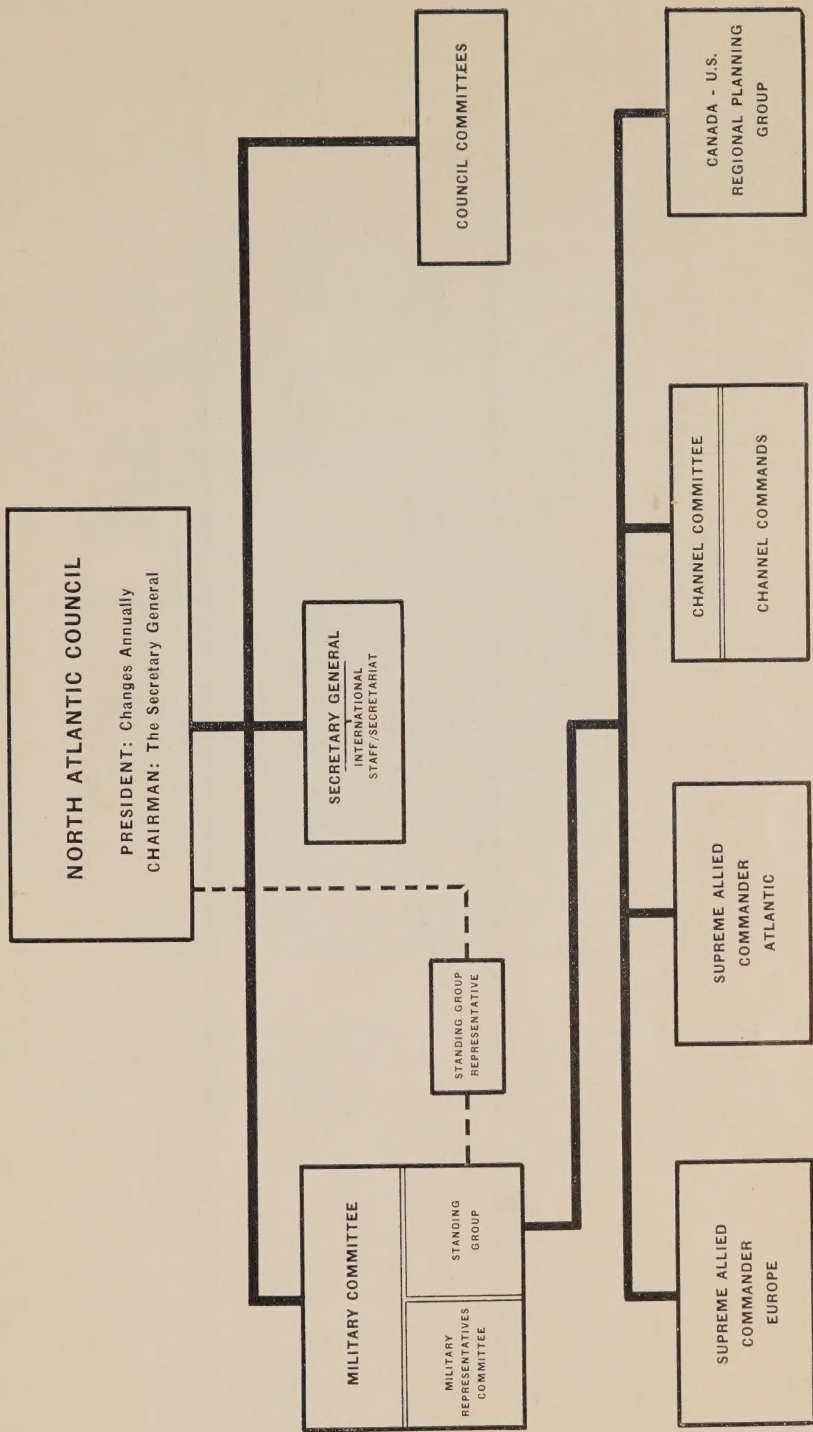 NORTH ATLANTIC COUNCIL
PRESIDENT: Changes Annually
CHAIRMAN: The Secretary General
MILITARY COMMITTEE
MILITARY
REPRESENTATIVES
COMMITTEE
STANDING
GROUP
STANDING GROUP
REPRESENTATIVE
SECRETARY GENERAL
INTERNATIONAL
STAFF/SECRETARIAT
COUNCIL COMMITTEES
SUPREME ALLIED
COMMANDER
EUROPE
SUPREME ALLIED
COMMANDER
ATLANTIC
CHANNEL COMMITTEE
CHANNEL COMMANDS
CANADA - U.S.
REGIONAL PLANNING
GROUP